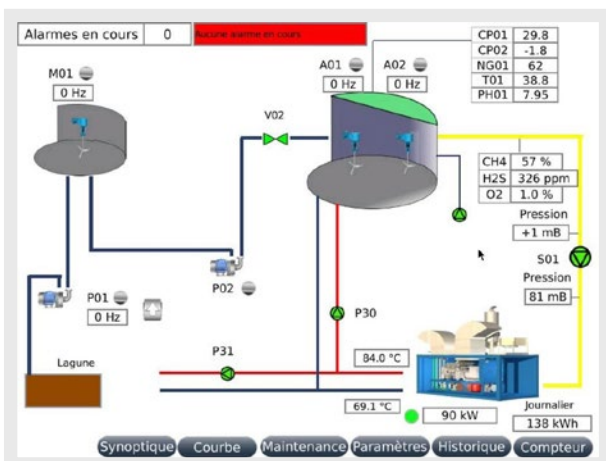 Alarmes en cours 0 Aucune alarme en cours
CP01 29.8
CP02 -1.8
NG01 62
T01 38.8
PH01 7.95
M01
0 Hz
A01
0 Hz
A02
0 Hz
V02
CH4 57 %
H2S 326 ppm
O2 1.0 %
Pression
+1 mB
S01
Pression
81 mB
P01
0 Hz
P02
P30
P31
Lagune
84.0 °C
69.1 °C
90 kW
Journalier
138 kWh
Synoptique Courbe Maintenance Paramètres Historique Compteur